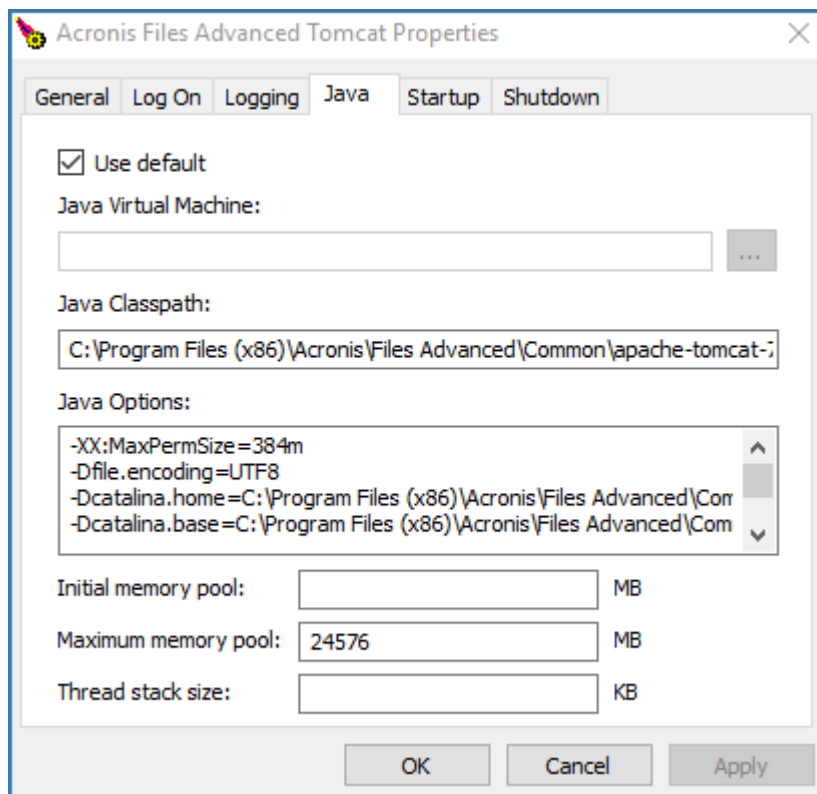 Acronis Files Advanced Tomcat Properties
General Log On Logging Java Startup Shutdown
Use default
Java Virtual Machine:
...
Java Classpath:
C:\Program Files (x86)\Acronis\Files Advanced\Common\apache-tomcat-7
Java Options:
-XX:MaxPermSize=384m
-Dfile.encoding=UTF8
-Dcatalina.home=C:\Program Files (x86)\Acronis\Files Advanced\Com
-Dcatalina.base=C:\Program Files (x86)\Acronis\Files Advanced\Com
Initial memory pool: MB
Maximum memory pool: 24576 MB
Thread stack size: KB
OK Cancel Apply